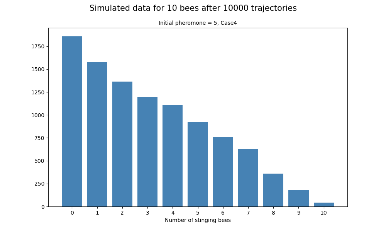 Simulated data for 10 bees after 10000 trajectories
Initial pheromone = 5, Case4
1750
1500
1250
1000
750
500
250
0
0 1 2 3 4 5 6 7 8 9 10
Number of stinging bees